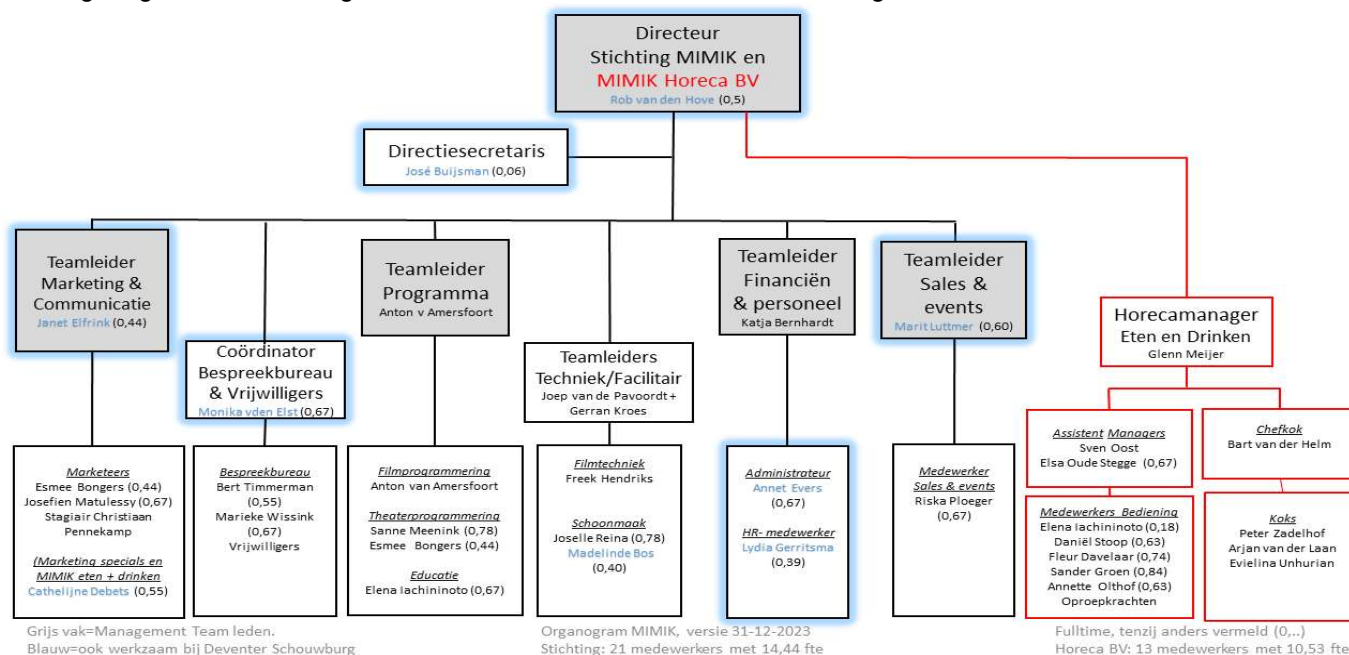 Directeur
Stichting MIMIK en
MIMIK Horeca BV
Rob van den Hove (0,5)
Directiesecretaris
José Buijsman (0,06)
Teamleider
Marketing &
Communicatie
Janet Elfrink (0,44)
Coördinator
Bespreekbureau
& Vrijwilligers
Monika vden Elst (0,67)
Teamleider
Programma
Anton v Amersfoort
Teamleiders
Techniek/Facilitair
Joep van de Pavoordt +
Gerran Kroes
Teamleider
Financiën
& personeel
Katja Bernhardt
Teamleider
Sales &
events
Marit Luttmer (0,60)
Horecamanager
Eten en Drinken
Glenn Meijer
Marketeers
Esmee Bongers (0,44)
Josefien Matulessy (0,67)
Stagiair Christiaan
Pennekamp
(Marketing specials en
MIMIK eten + drinken
Cathelijne Debets (0,55)
Bespreekbureau
Bert Timmerman
(0,55)
Marieke Wissink
(0,67)
Vrijwilligers
Filmprogrammering
Anton van Amersfoort
Theaterprogrammering
Sanne Meenink (0,78)
Esmee Bongers (0,44)
Educatie
Elena Iachininoto (0,67)
Filmtechniek
Freek Hendriks
Schoonmaak
Joselle Reina (0,78)
Madelinde Bos
(0,40)
Administrateur
Annet Evers
(0,67)
HR- medewerker
Lydia Gerritsma
(0,39)
Medewerker
Sales & events
Riska Ploeger
(0,67)
Assistent Managers
Sven Oost
Elsa Oude Stegge (0,67)
Medewerkers Bediening
Elena Iachininoto (0,18)
Daniël Stoop (0,63)
Fleur Davelaar (0,74)
Sander Groen (0,84)
Annette Olthof (0,63)
Oproepkrachten
Chefkok
Bart van der Helm
Koks
Peter Zadelhof
Arjan van der Laan
Evielina Unhurian
Grijs vak=Management Team leden.
Blauw=ook werkzaam bij Deventer Schouwburg
Organogram MIMIK, versie 31-12-2023
Stichting: 21 medewerkers met 14,44 fte
Fulltime, tenzij anders vermeld (0,..)
Horeca BV: 13 medewerkers met 10,53 fte